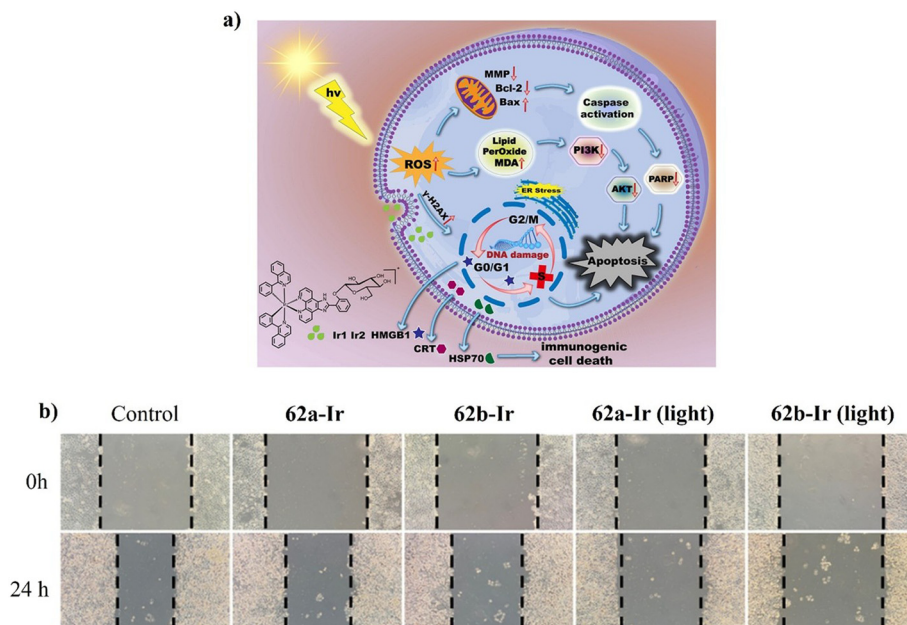 a)
hv
MMP
Bcl-2
Bax
Caspase
activation
ROS
Lipid
PerOxide
MDA
PI3K
AKT
PARP
γ-H2AX
ER Stress
G2/M
DNA damage
G0/G1
S
Apoptosis
Ir1 Ir2
HMGB1
CRT
HSP70
immunogenic
cell death
b)
Control
62a-Ir
62b-Ir
62a-Ir (light)
62b-Ir (light)
0h
24 h